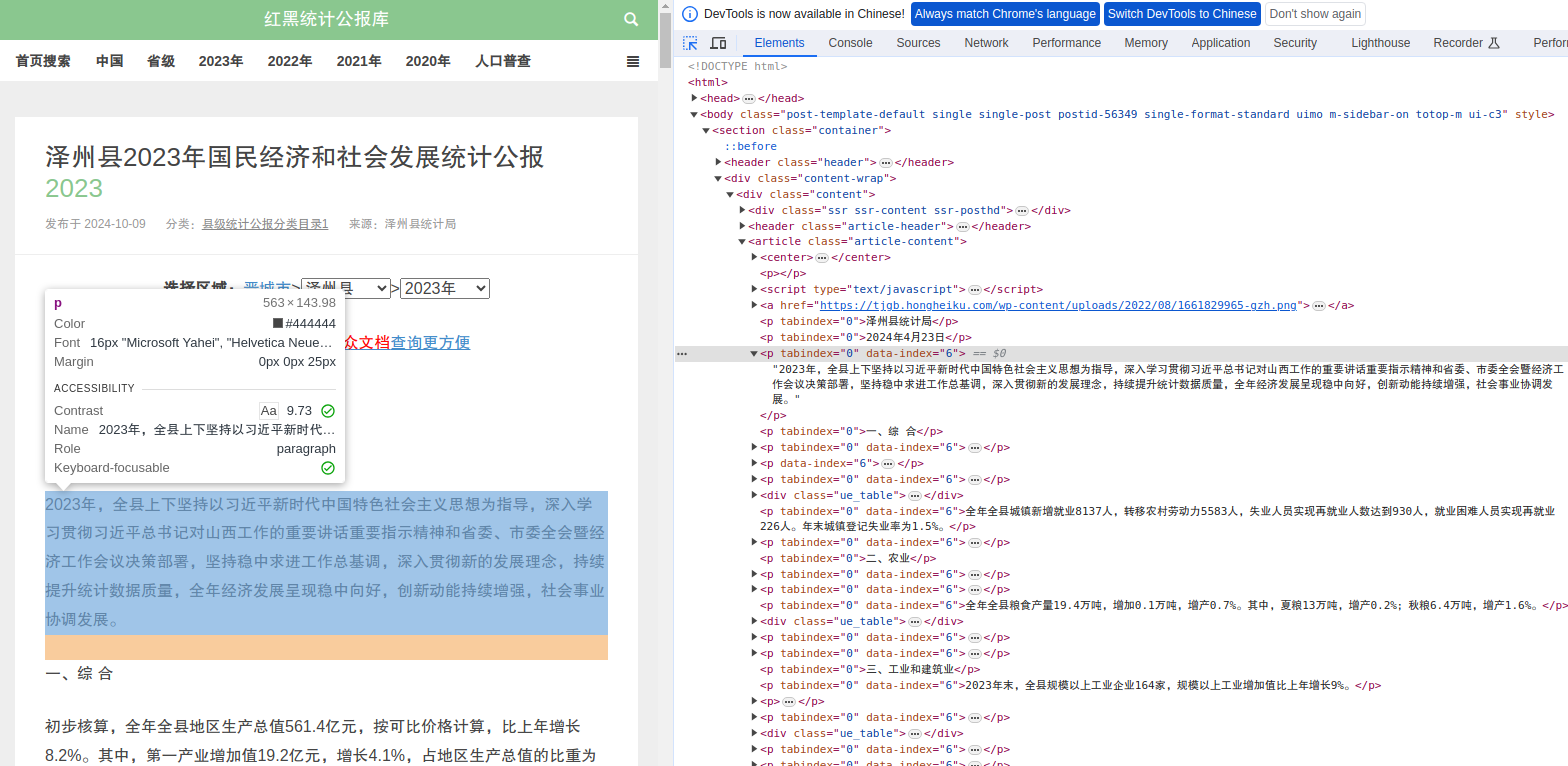 红黑统计公报库
首页搜索 中国 省级 2023年 2022年 2021年 2020年 人口普查
泽州县2023年国民经济和社会发展统计公报
2023
发布于 2024-10-09 分类：县级统计公报分类目录1 来源：泽州县统计局
晋城市>泽州县>2023年
众文档查询更方便
p 563 × 143.98
Color #444444
Font 16px "Microsoft Yahei", "Helvetica Neue…
Margin 0px 0px 25px
ACCESSIBILITY
Contrast Aa 9.73
Name 2023年，全县上下坚持以习近平新时代…
Role paragraph
Keyboard-focusable
2023年，全县上下坚持以习近平新时代中国特色社会主义思想为指导，深入学
习贯彻习近平总书记对山西工作的重要讲话重要指示精神和省委、市委全会暨经
济工作会议决策部署，坚持稳中求进工作总基调，深入贯彻新的发展理念，持续
提升统计数据质量，全年经济发展呈现稳中向好，创新动能持续增强，社会事业
协调发展。
一、综 合
初步核算，全年全县地区生产总值561.4亿元，按可比价格计算，比上年增长
8.2%。其中，第一产业增加值19.2亿元，增长4.1%，占地区生产总值的比重为
DevTools is now available in Chinese! Always match Chrome's language Switch DevTools to Chinese Don't show again
Elements Console Sources Network Performance Memory Application Security Lighthouse Recorder Perform
<!DOCTYPE html>
<html>
<head>…</head>
<body class="post-template-default single single-post postid-56349 single-format-standard uimo m-sidebar-on totop-m ui-c3" style>
<section class="container">
::before
<header class="header">…</header>
<div class="content-wrap">
<div class="content">
<div class="ssr ssr-content ssr-posthd">…</div>
<header class="article-header">…</header>
<article class="article-content">
<center>…</center>
<p></p>
<script type="text/javascript">…</script>
<a href="https://tjgb.hongheiku.com/wp-content/uploads/2022/08/1661829965-gzh.png">…</a>
<p tabindex="0">泽州县统计局</p>
<p tabindex="0">2024年4月23日</p>
<p tabindex="0" data-index="6"> == $0
"2023年，全县上下坚持以习近平新时代中国特色社会主义思想为指导，深入学习贯彻习近平总书记对山西工作的重要讲话重要指示精神和省委、市委全会暨经济工
作会议决策部署，坚持稳中求进工作总基调，深入贯彻新的发展理念，持续提升统计数据质量，全年经济发展呈现稳中向好，创新动能持续增强，社会事业协调发
展。"
</p>
<p tabindex="0">一、综 合</p>
<p tabindex="0" data-index="6">…</p>
<p data-index="6">…</p>
<p tabindex="0" data-index="6">…</p>
<div class="ue_table">…</div>
<p tabindex="0" data-index="6">全年全县城镇新增就业8137人，转移农村劳动力5583人，失业人员实现再就业人数达到930人，就业困难人员实现再就业
226人。年末城镇登记失业率为1.5%。</p>
<p tabindex="0" data-index="6">…</p>
<p tabindex="0">二、农业</p>
<p tabindex="0" data-index="6">…</p>
<p tabindex="0" data-index="6">…</p>
<p tabindex="0" data-index="6">全年全县粮食产量19.4万吨，增加0.1万吨，增产0.7%。其中，夏粮13万吨，增产0.2%；秋粮6.4万吨，增产1.6%。</p>
<div class="ue_table">…</div>
<p tabindex="0" data-index="6">…</p>
<p tabindex="0" data-index="6">…</p>
<p tabindex="0">三、工业和建筑业</p>
<p tabindex="0" data-index="6">2023年末，全县规模以上工业企业164家，规模以上工业增加值比上年增长9%。</p>
<p>…</p>
<p tabindex="0" data-index="6">…</p>
<div class="ue_table">…</div>
<p tabindex="0" data-index="6">…</p>
<p tabindex="0" data-index="6">…</p>